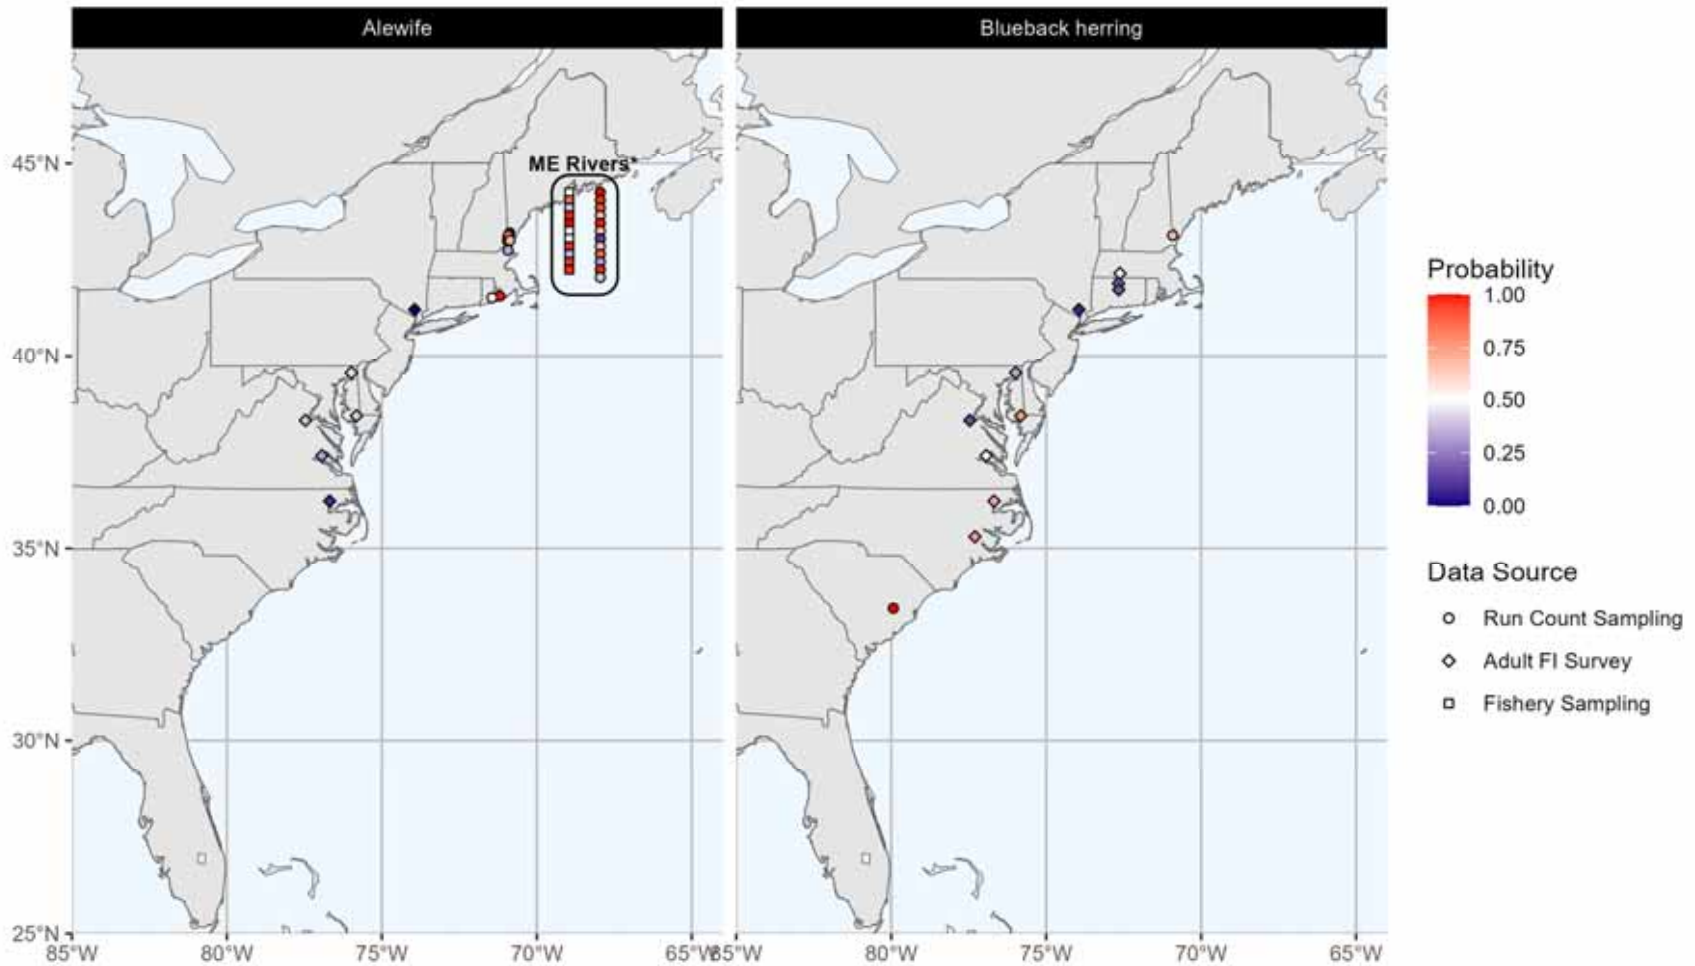 Alewife
Blueback herring
ME Rivers*
45°N
40°N
35°N
30°N
25°N
85°W
80°W
75°W
70°W
65°W
85°W
80°W
75°W
70°W
65°W
Probability
1.00
0.75
0.50
0.25
0.00
Data Source
Run Count Sampling
Adult FI Survey
Fishery Sampling